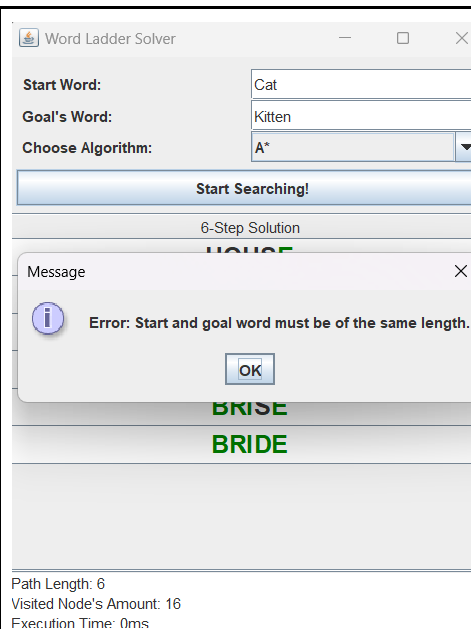 Word Ladder Solver
Start Word: Cat
Goal's Word: Kitten
Choose Algorithm: A*
Start Searching!
6-Step Solution
HOUSE
Message
Error: Start and goal word must be of the same length.
OK
BRISE
BRIDE
Path Length: 6
Visited Node's Amount: 16
Execution Time: 0ms